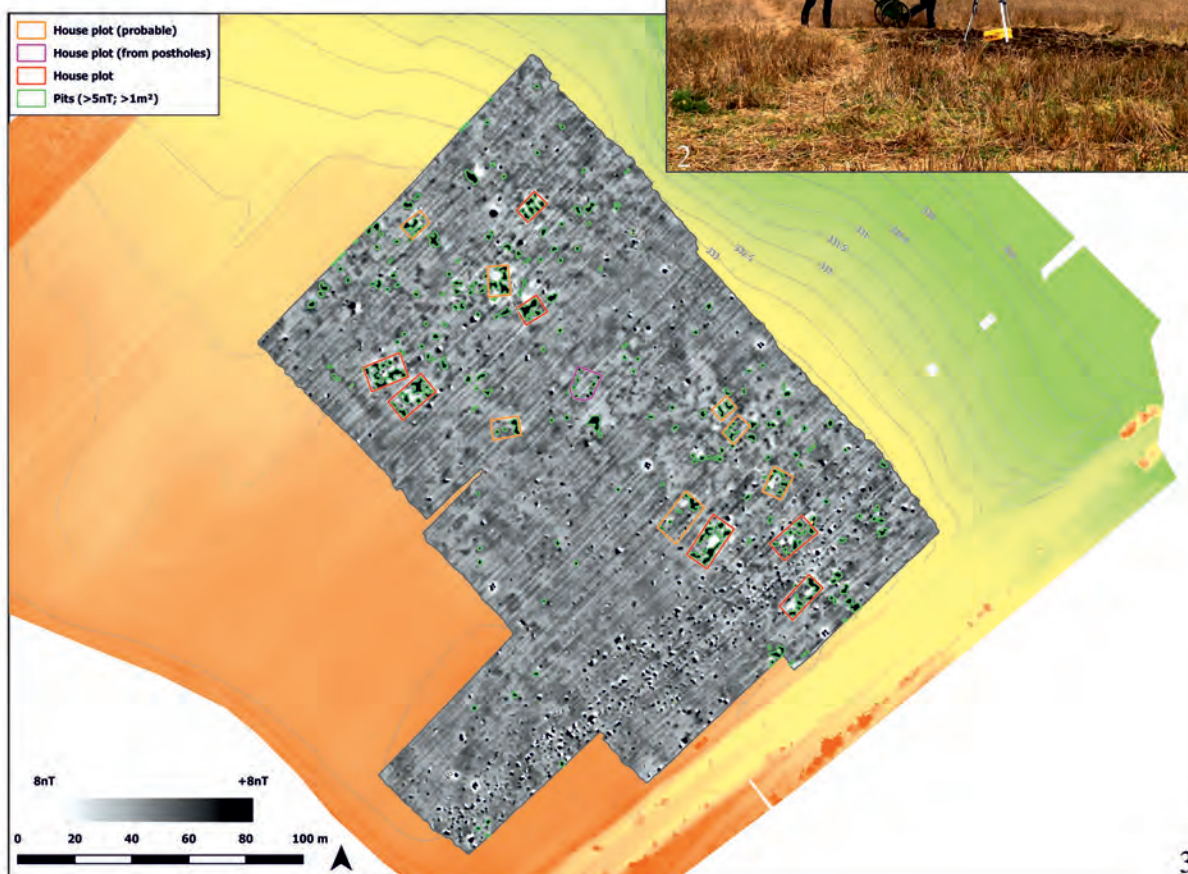 House plot (probable)
House plot (from postholes)
House plot
Pits (>5nT; >1m²)
2
8nT
+8nT
0 20 40 60 80 100 m
3